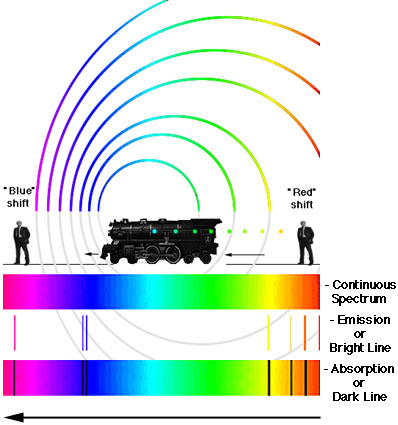 "Blue"
shift
"Red"
shift
- Continuous
Spectrum
- Emission
or
Bright Line
- Absorption
or
Dark Line